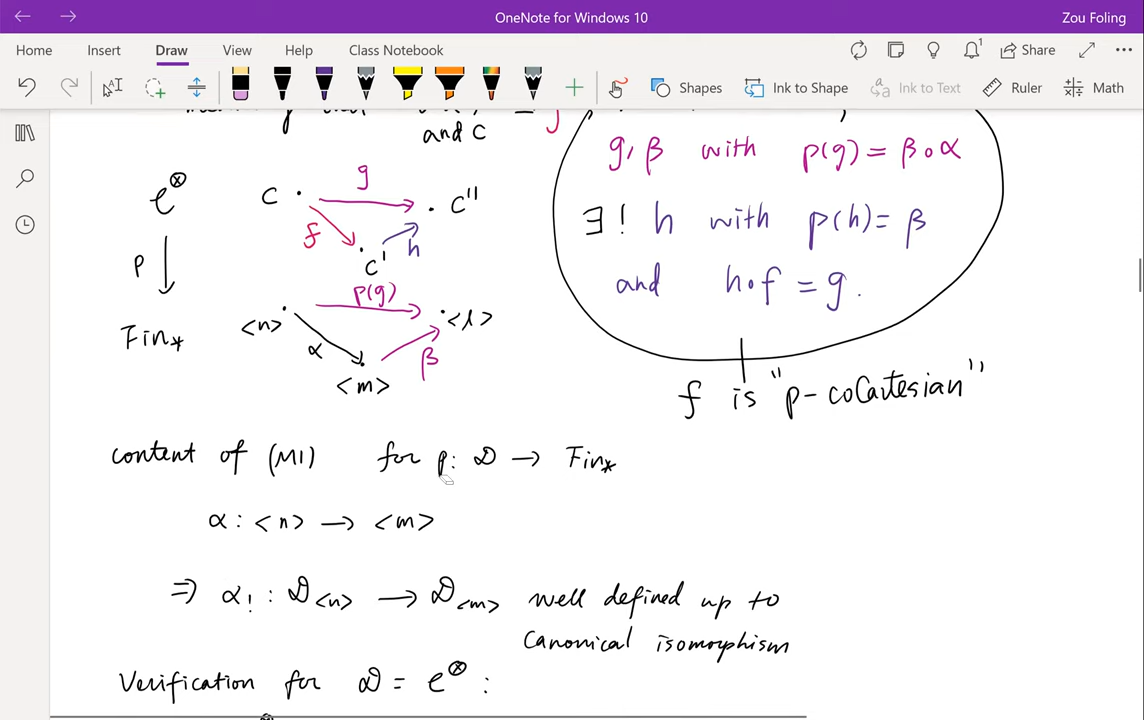 OneNote for Windows 10
Zou Foling
Home Insert Draw View Help Class Notebook
Share
Shapes
Ink to Shape
Ink to Text
Ruler
Math
and C
g, β with p(g) = β∘α
∃! h with p(h) = β
and h∘f = g.
f is "p-coCartesian"
C^⊗
p
Fin*
C
g
C''
f
C'
h
p(g)
<n>
<l>
α
β
<m>
content of (M1) for p: D → Fin*
α: <n> → <m>
⇒ α! : D<n> → D<m> well defined up to
canonical isomorphism
Verification for D = C^⊗ :